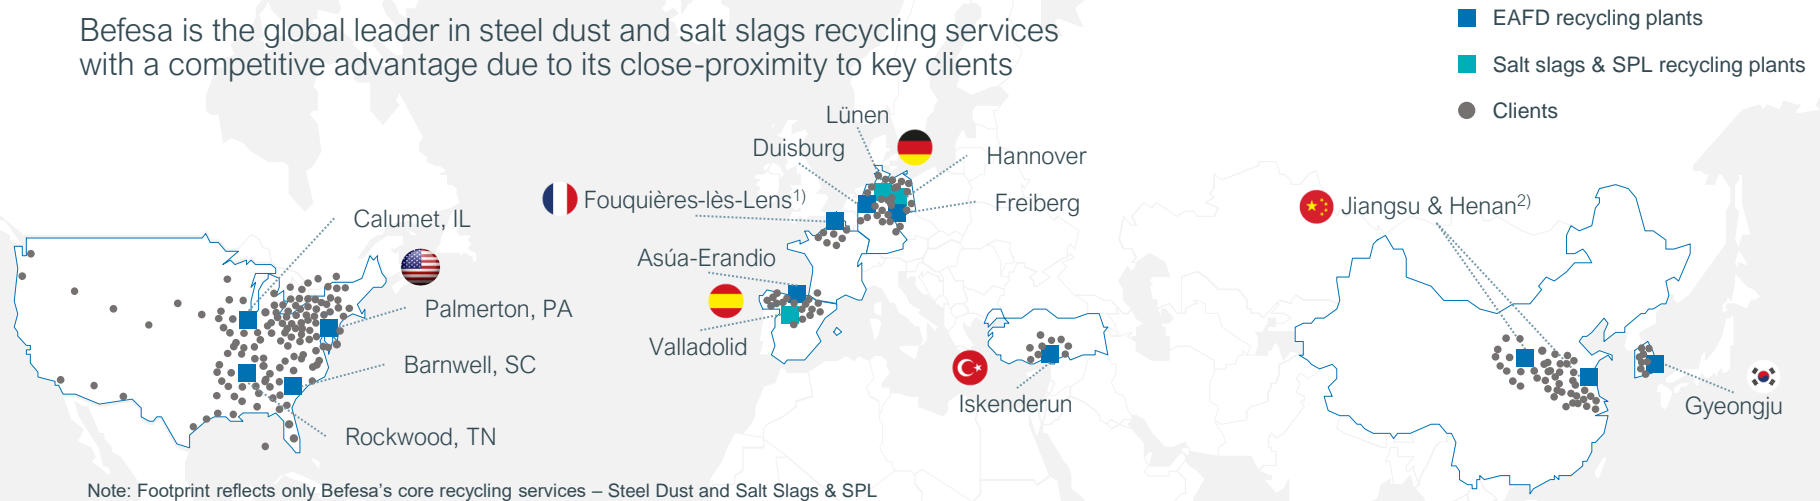 Befesa is the global leader in steel dust and salt slags recycling services
with a competitive advantage due to its close-proximity to key clients
EAFD recycling plants
Salt slags & SPL recycling plants
Clients
Lünen
Duisburg
Hannover
Fouquières-lès-Lens1)
Freiberg
Jiangsu & Henan2)
Calumet, IL
Asúa-Erandio
Palmerton, PA
Valladolid
Barnwell, SC
Iskenderun
Gyeongju
Rockwood, TN
Note: Footprint reflects only Befesa's core recycling services – Steel Dust and Salt Slags & SPL